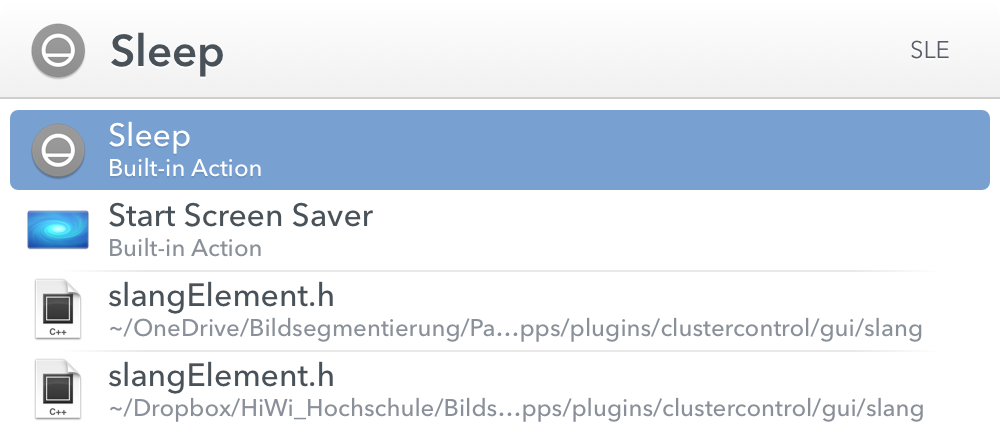 Sleep
SLE
Sleep
Built-in Action
Start Screen Saver
Built-in Action
slangElement.h
~/OneDrive/Bildsegmentierung/Pa...pps/plugins/clustercontrol/gui/slang
C++
slangElement.h
~/Dropbox/HiWi_Hochschule/Bilds...pps/plugins/clustercontrol/gui/slang
C++